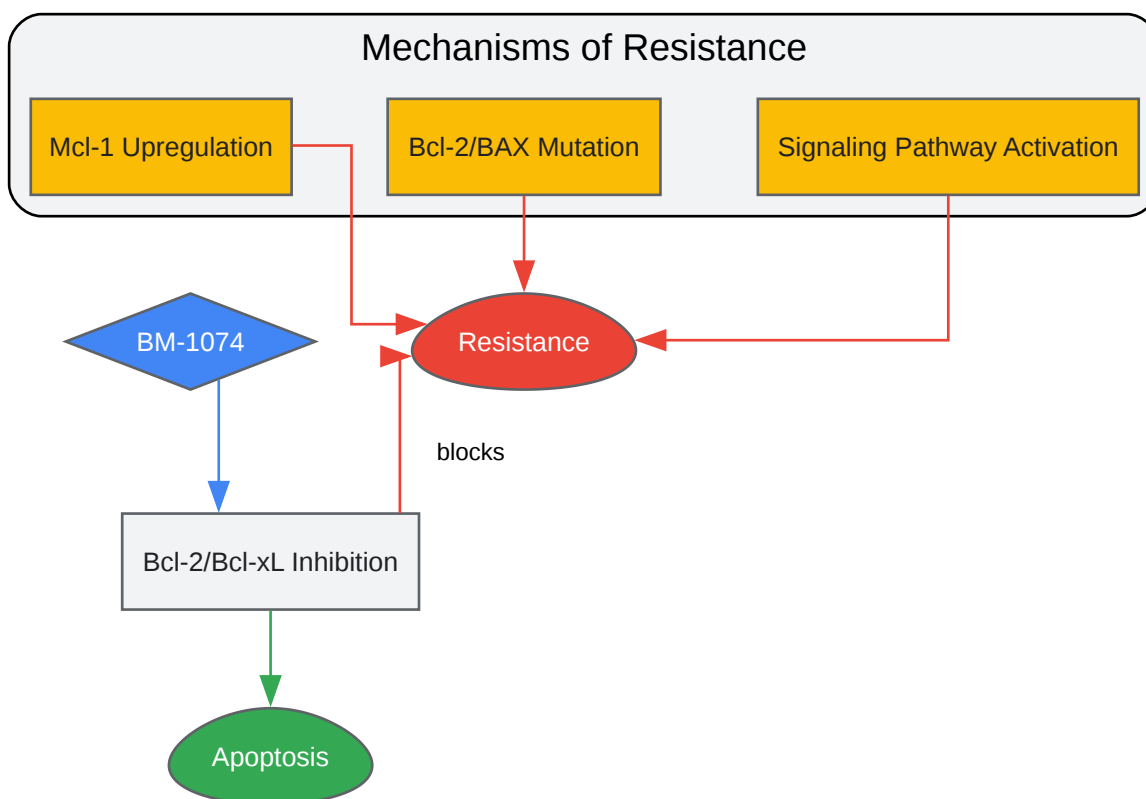 Mechanisms of Resistance
Mcl-1 Upregulation
Bcl-2/BAX Mutation
Signaling Pathway Activation
BM-1074
Resistance
blocks
Bcl-2/Bcl-xL Inhibition
Apoptosis